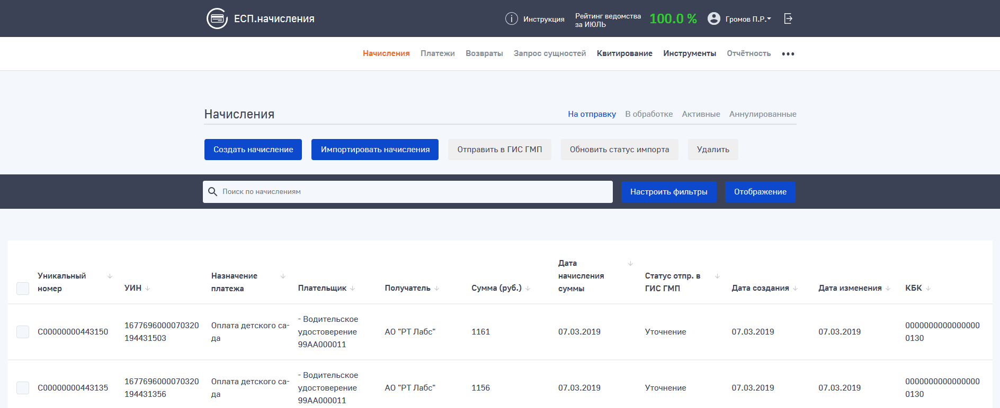 ЕСП.начисления
Инструкция
Рейтинг ведомства
за ИЮЛЬ
100.0 %
Громов П.Р.
Начисления Платежи Возвраты Запрос сущностей Квитирование Инструменты Отчётность •••
Начисления
На отправку В обработке Активные Аннулированные
Создать начисление Импортировать начисления Отправить в ГИС ГМП Обновить статус импорта Удалить
Поиск по начислениям Настроить фильтры Отображение
Уникальный
номер
УИН
Назначение
платежа
Плательщик
Получатель
Сумма (руб.)
Дата
начисления
суммы
Статус отпр. в
ГИС ГМП
Дата создания
Дата изменения
КБК
С00000000443150
1677696000070320
194431503
Оплата детского са-
да
- Водительское
удостоверение
99АА000011
АО "РТ Лабс"
1161
07.03.2019
Уточнение
07.03.2019
07.03.2019
0000000000000000
0130
С00000000443135
1677696000070320
194431356
Оплата детского са-
да
- Водительское
удостоверение
99АА000011
АО "РТ Лабс"
1156
07.03.2019
Уточнение
07.03.2019
07.03.2019
0000000000000000
0130